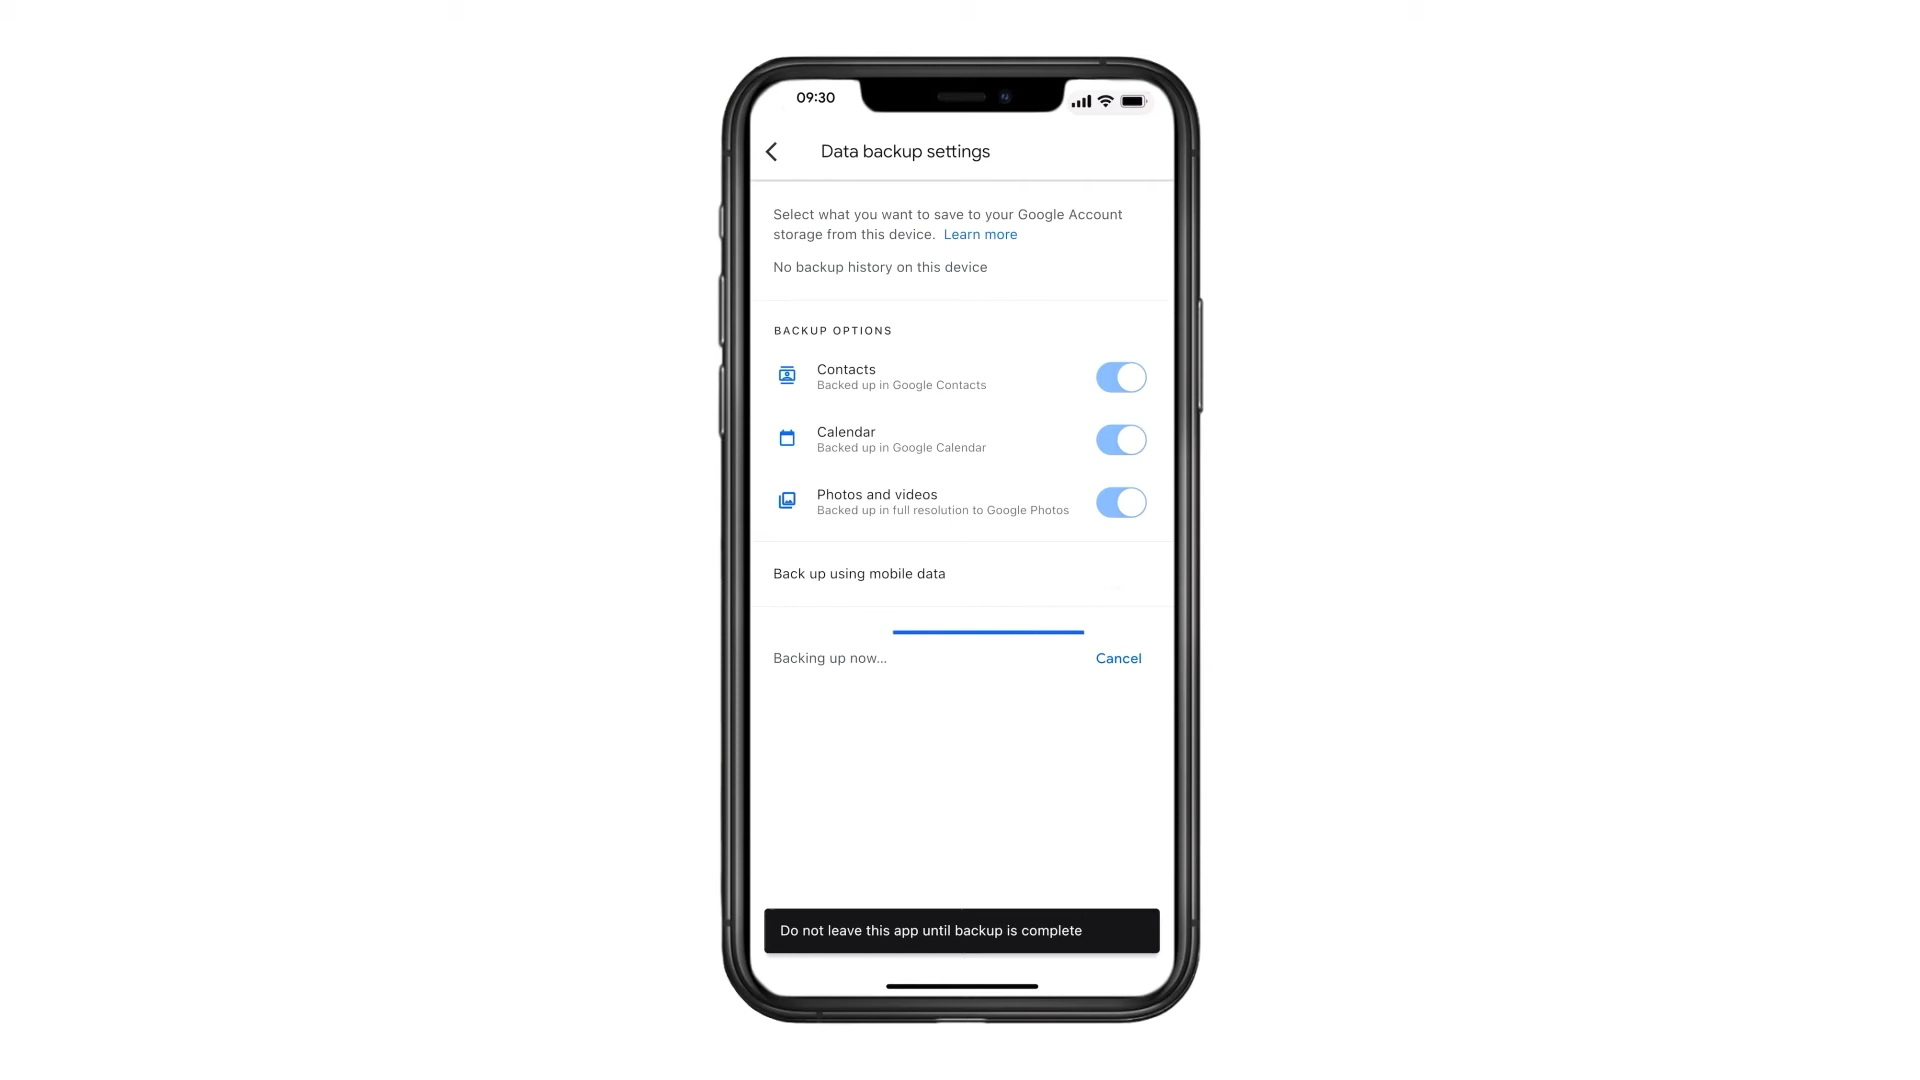 09:30
Data backup settings
Select what you want to save to your Google Account
storage from this device. Learn more
No backup history on this device
BACKUP OPTIONS
Contacts
Backed up in Google Contacts
Calendar
Backed up in Google Calendar
Photos and videos
Backed up in full resolution to Google Photos
Back up using mobile data
Backing up now...
Cancel
Do not leave this app until backup is complete